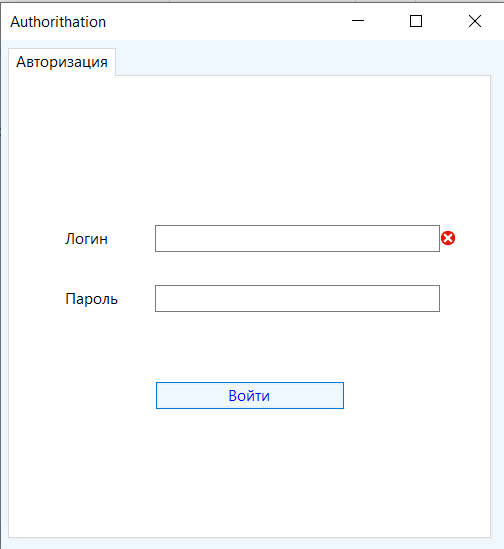 Authorithation
Авторизация
Логин
Пароль
Войти